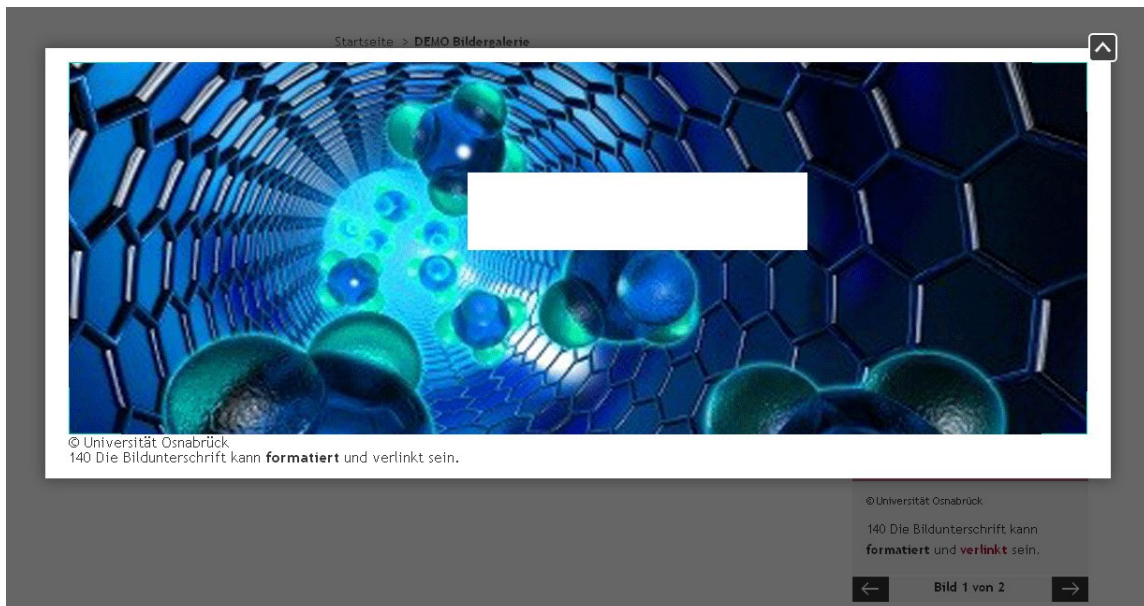 Startseite > DEMO Bildergalerie
© Universität Osnabrück
140 Die Bildunterschrift kann formatiert und verlinkt sein.
© Universität Osnabrück
140 Die Bildunterschrift kann
formatiert und verlinkt sein.
Bild 1 von 2